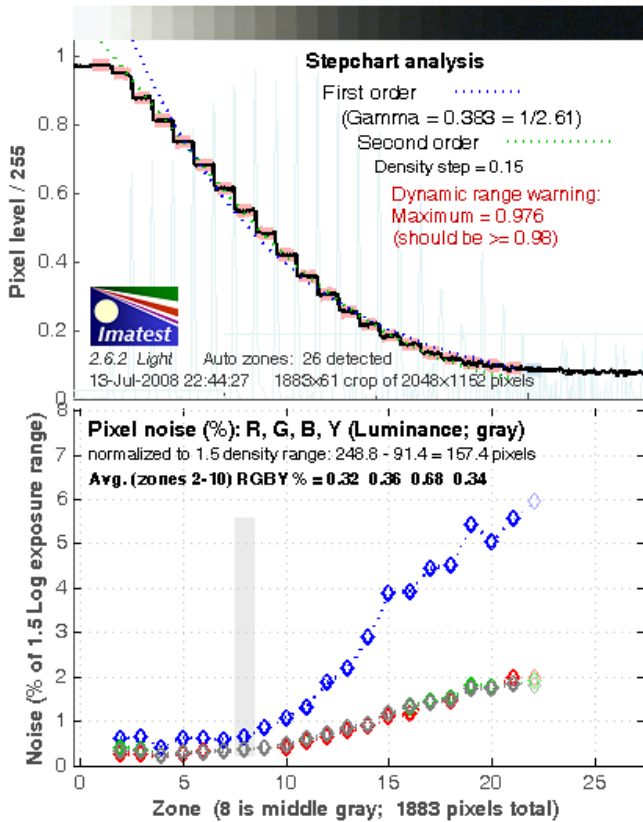 1
Stepchart analysis
First order
(Gamma = 0.383 = 1/2.61)
0.8
Second order
Density step = 0.15
Dynamic range warning:
Maximum = 0.976
(should be >= 0.98)
0.6
Pixel level / 255
0.4
0.2
Imatest
2.6.2 Light
Auto zones: 26 detected
13-Jul-2008 22:44:27
1883x61 crop of 2048x1152 pixels
0
8
Pixel noise (%): R, G, B, Y (Luminance; gray)
normalized to 1.5 density range: 248.8 - 91.4 = 157.4 pixels
7
Avg. (zones 2-10) RGBY % = 0.32 0.36 0.68 0.34
6
5
4
3
2
1
0
Noise (% of 1.5 Log exposure range)
0 5 10 15 20 25
Zone (8 is middle gray; 1883 pixels total)